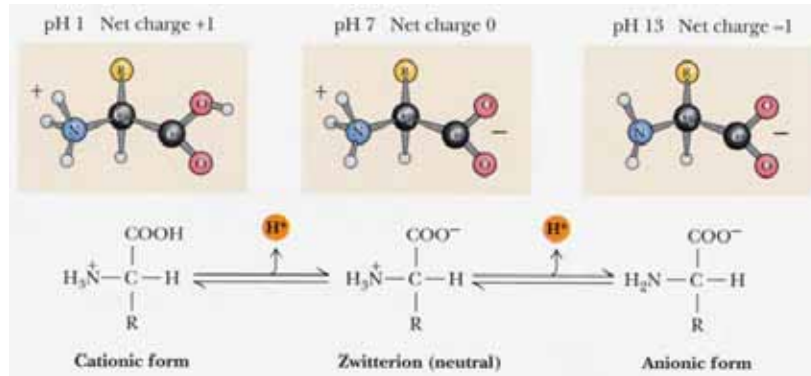 pH 1 Net charge +1
pH 7 Net charge 0
pH 13 Net charge –1
+
R
N
O
O
C
+
R
N
O
O
C
–
R
N
O
O
C
–
COOH
H₃N⁺—C—H
R
H⁺
COO⁻
H₃N⁺—C—H
R
H⁺
COO⁻
H₂N—C—H
R
Cationic form
Zwitterion (neutral)
Anionic form